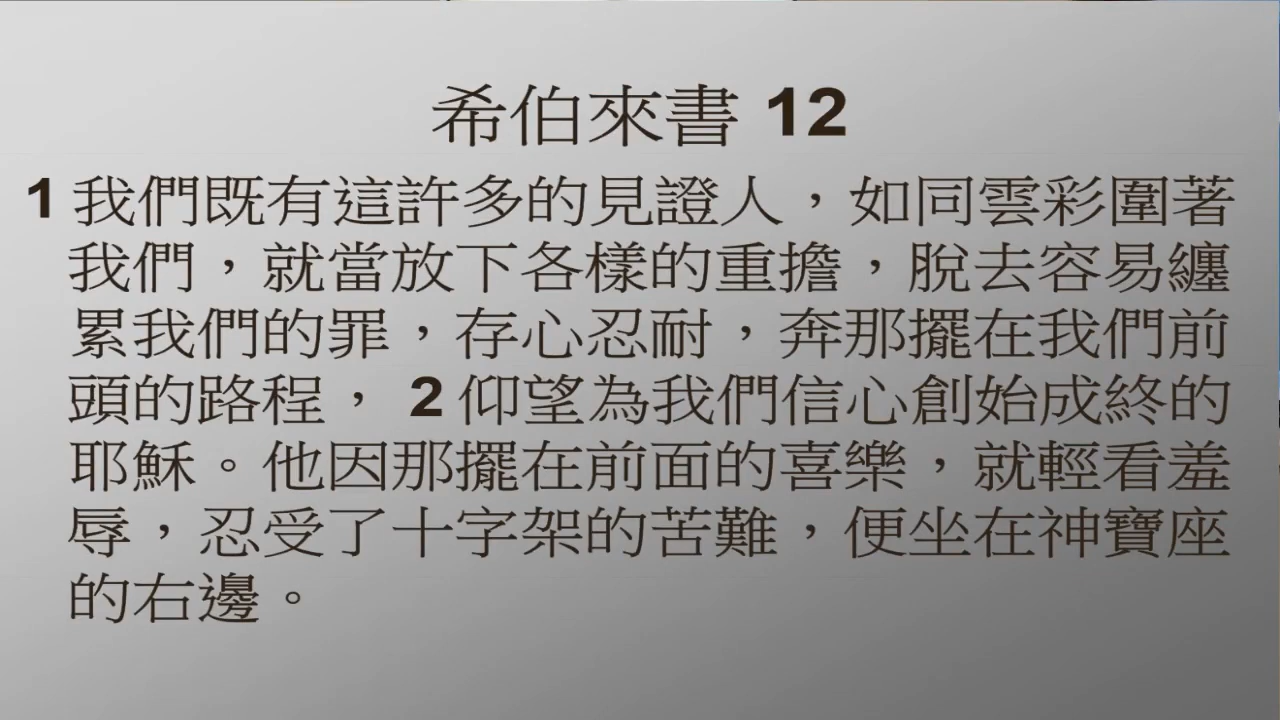 希伯來書 12
1 我們既有這許多的見證人，如同雲彩圍著
我們，就當放下各樣的重擔，脫去容易纏
累我們的罪，存心忍耐，奔那擺在我們前
頭的路程， 2 仰望為我們信心創始成終的
耶穌。他因那擺在前面的喜樂，就輕看羞
辱，忍受了十字架的苦難，便坐在神寶座
的右邊。